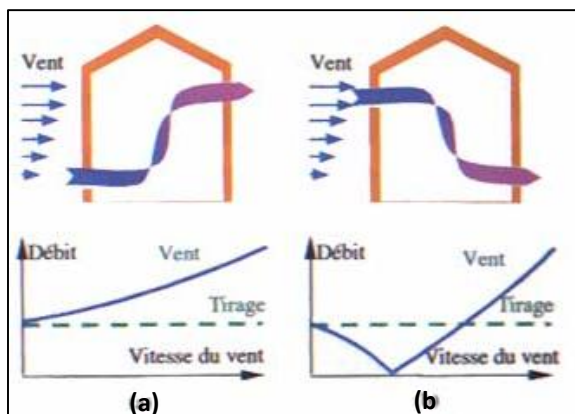 Vent
Vent
Débit
Vent
Tirage
Vitesse du vent
Débit
Vent
Tirage
Vitesse du vent
(a)
(b)